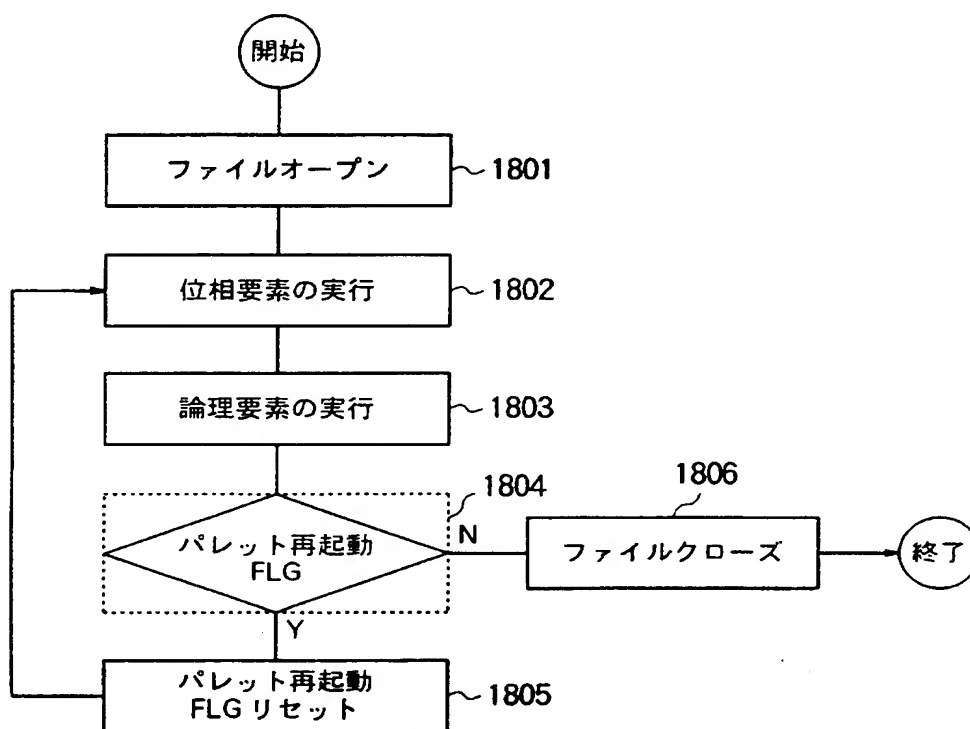 開始
ファイルオープン
1801
位相要素の実行
1802
論理要素の実行
1803
1804
パレット再起動
FLG
N
Y
1806
ファイルクローズ
終了
パレット再起動
FLG リセット
1805